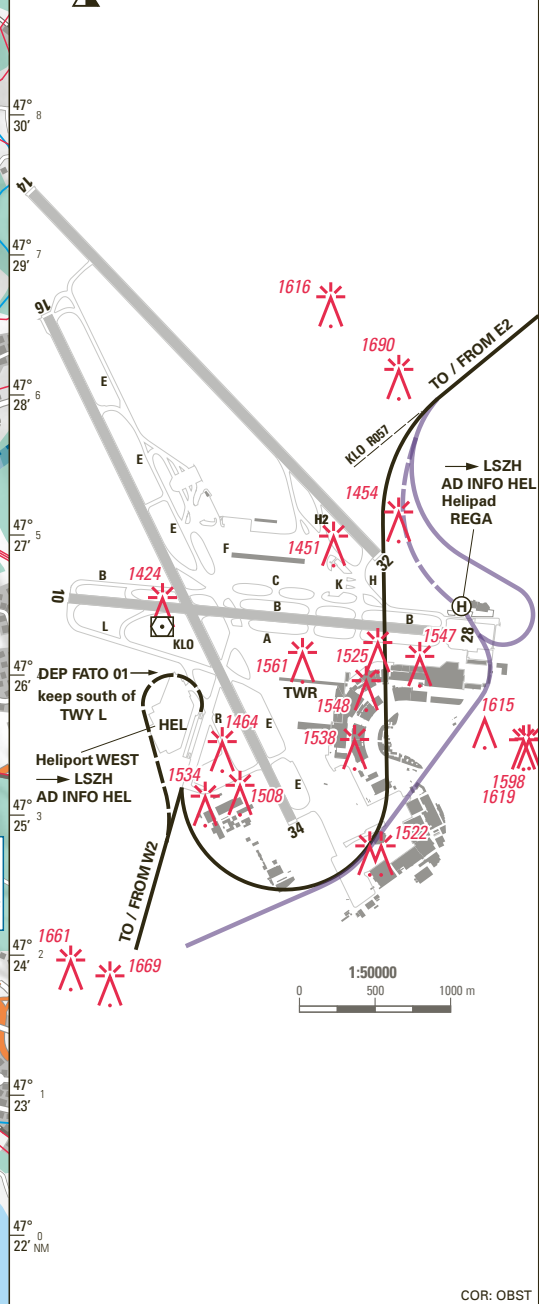 47° 8
30'
14
47° 7
29'
16
1616
1690
TO / FROM E2
47° 6
28'
E
KLO R057
E
LSZH
AD INFO HEL
Helipad
REGA
1454
H2
E
47° 5
27'
F
1451
32
1424
B
C
K
H
10
B
B
H
L
KLO
A
28
1547
1525
1561
47°
26'
DEP FATO 01
keep south of
TWY L
TWR
1548
HEL
R
1464
E
1538
1615
Heliport WEST
LSZH
AD INFO HEL
1534
1508
E
1598
1619
47° 3
25'
34
1522
TO / FROM W2
1661
1669
47° 2
24'
1:50000
0 500 1000 m
47° 1
23'
47° 0
22' NM
COR: OBST